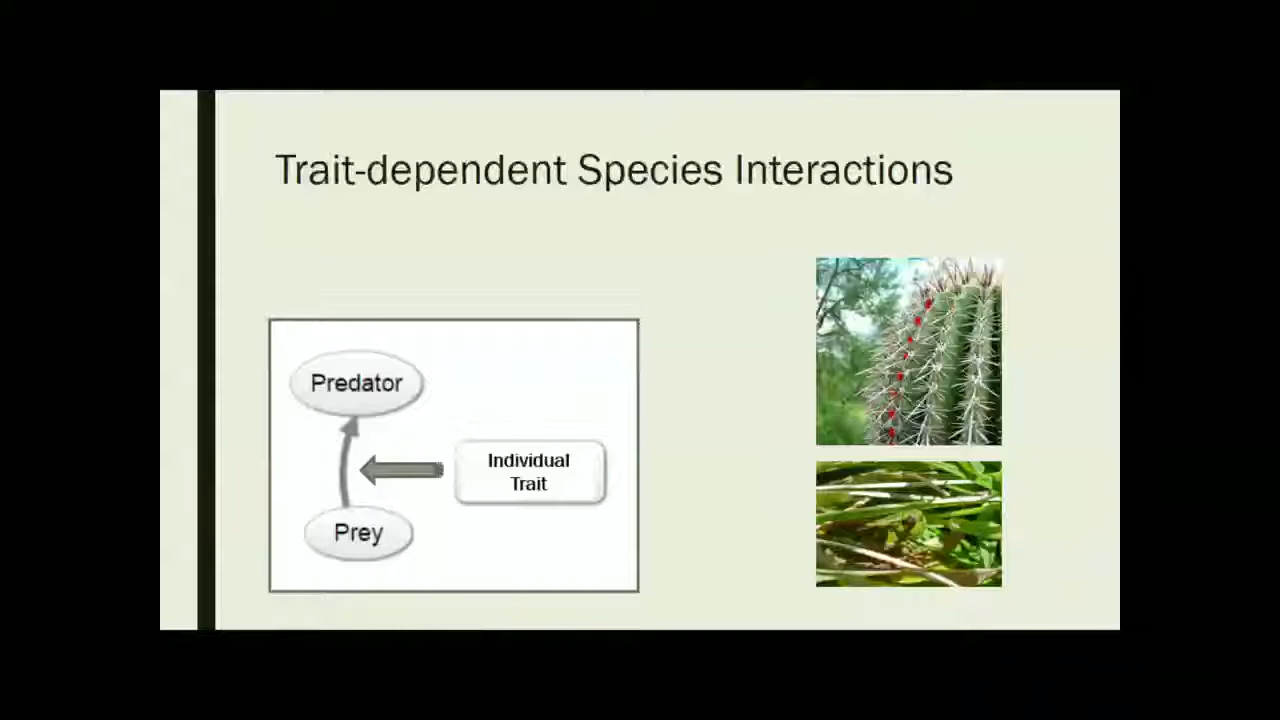 Trait-dependent Species Interactions
Predator
Individual
Trait
Prey